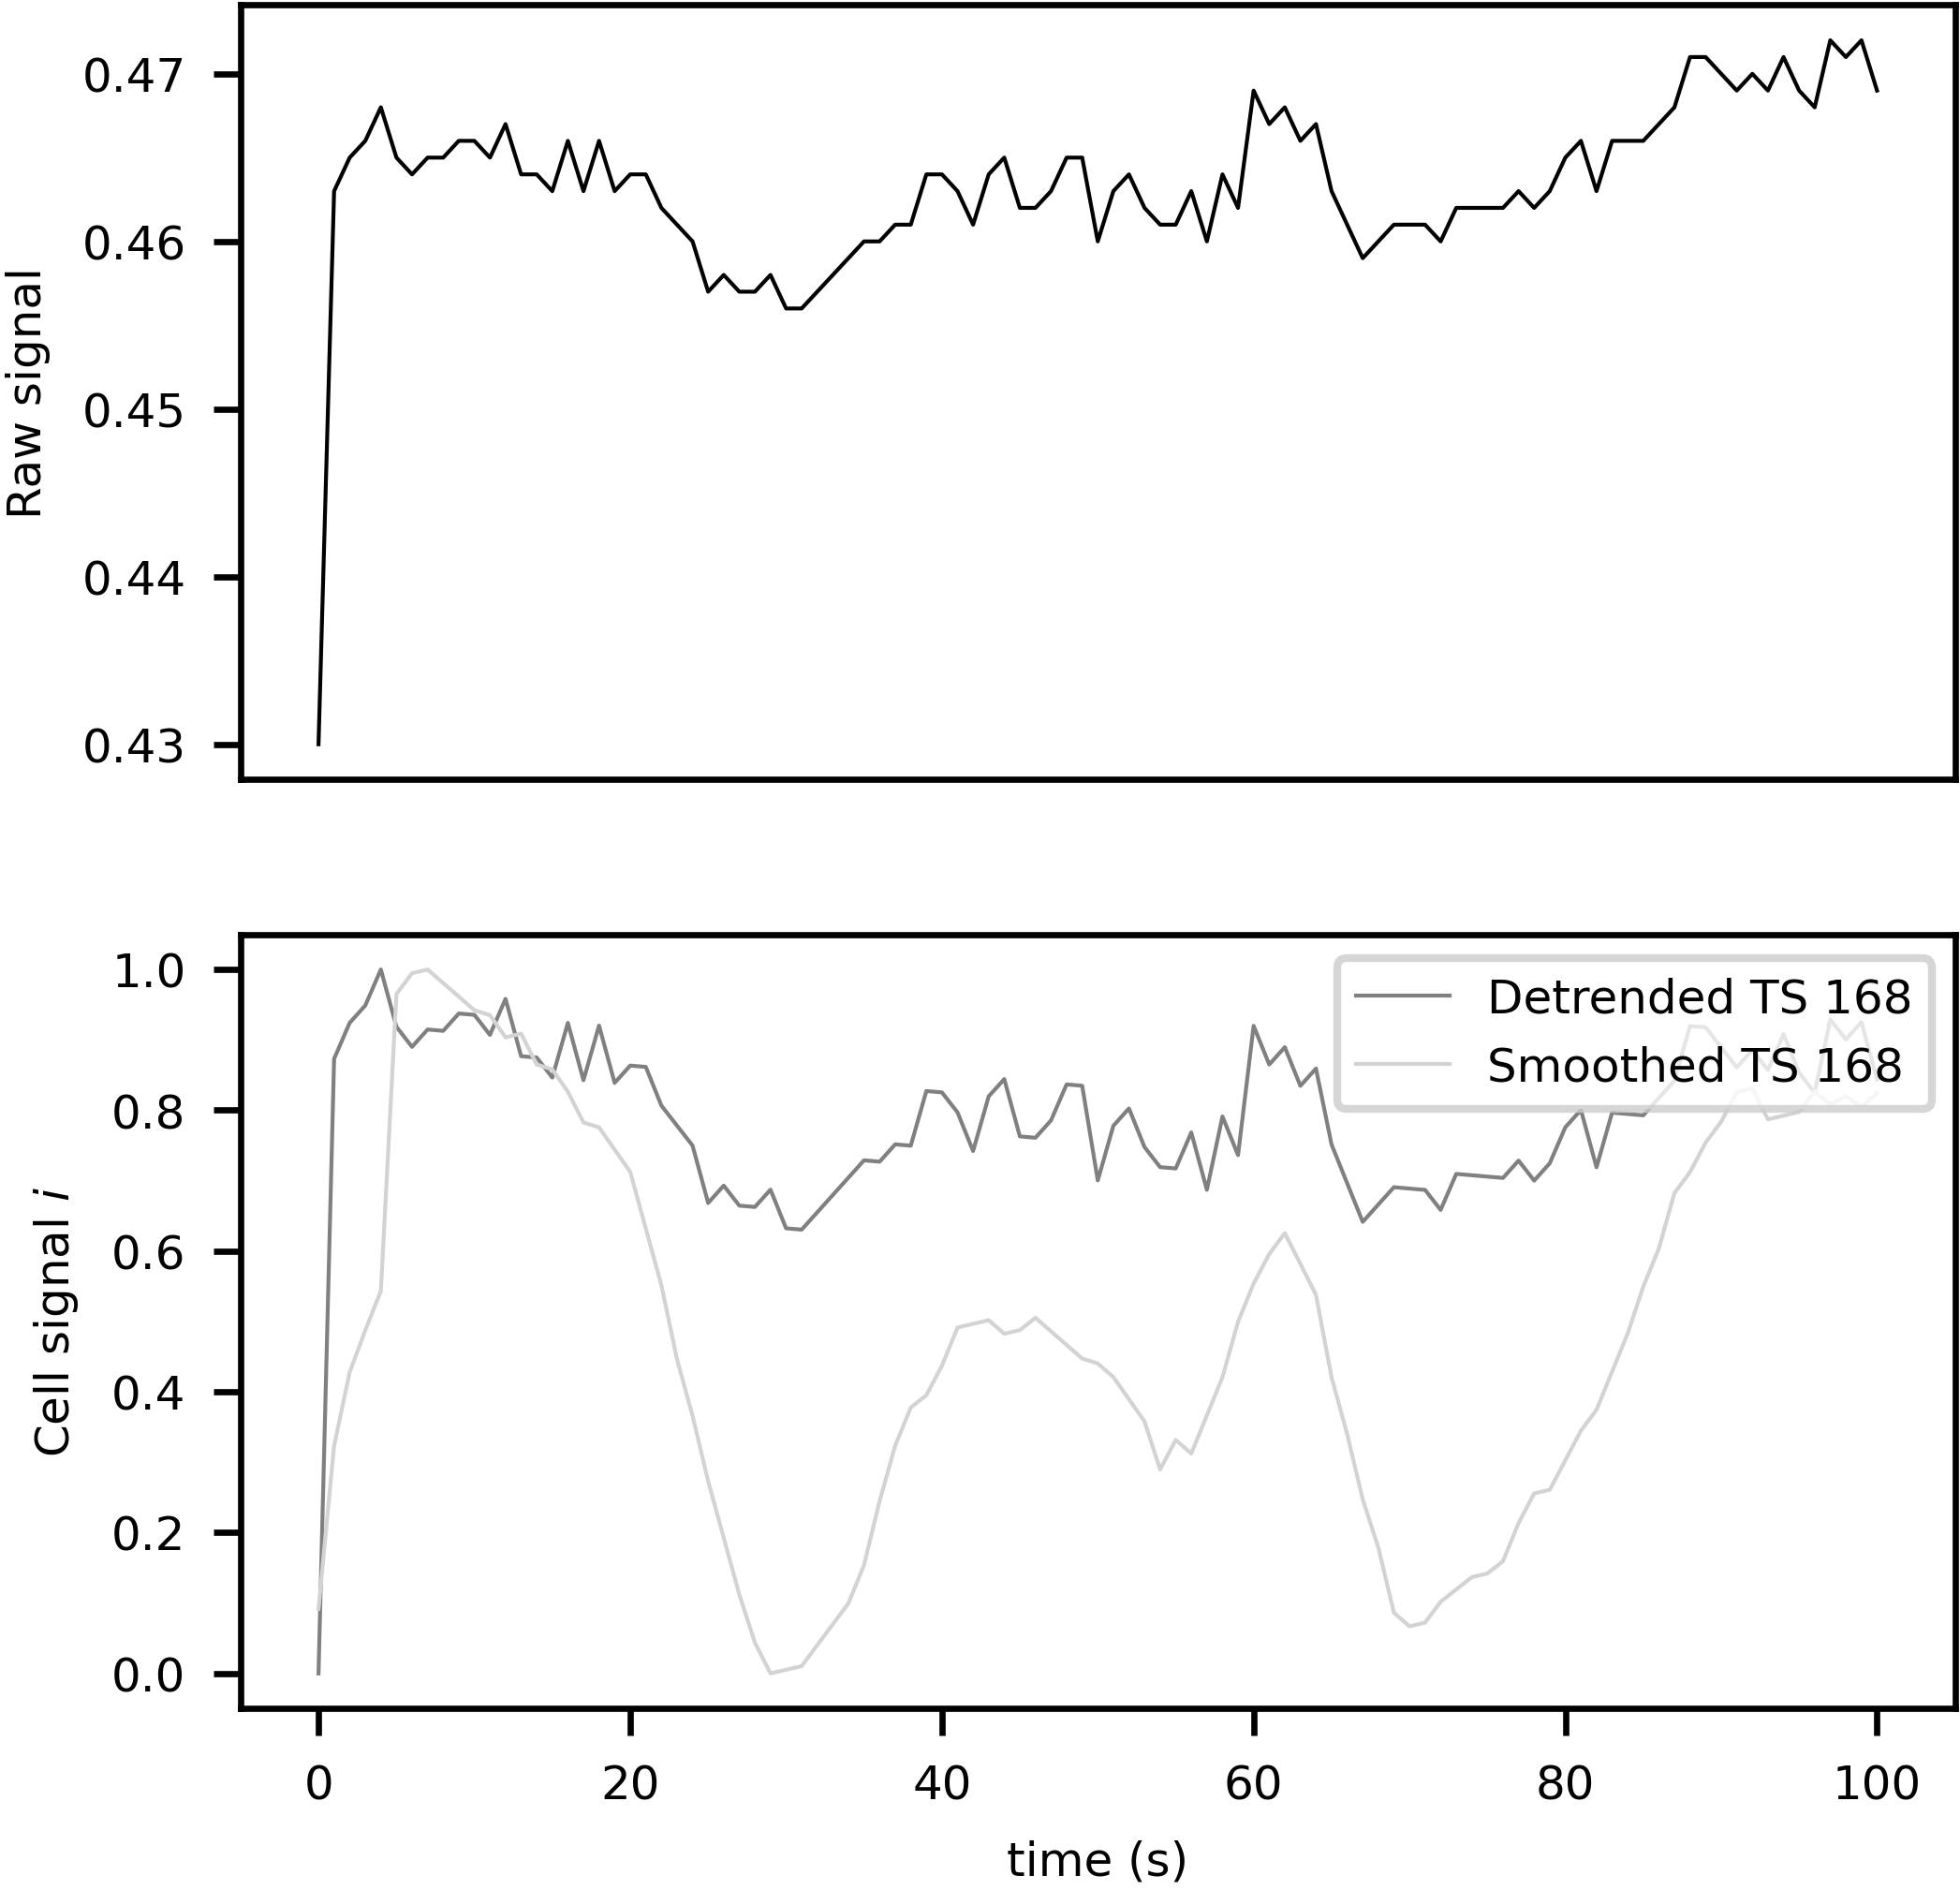 0.47
0.46
0.45
0.44
0.43
Raw signal
1.0
0.8
0.6
0.4
0.2
0.0
Cell signal i
Detrended TS 168
Smoothed TS 168
0 20 40 60 80 100
time (s)